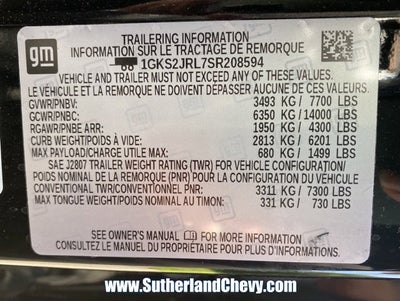 gm
TRAILERING INFORMATION
INFORMATION SUR LE TRACTAGE DE REMORQUE
1GKS2JRL7SR208594
VEHICLE AND TRAILER MUST NOT EXCEED ANY RATINGS
LE VÉHICULE ET LA REMORQUE NE DOIVENT DÉPASSER AUCUNE DES VALEURS
GVWR/PNBV: 3493 KG / 7700 LBS
GCWR/PNBC: 6350 KG / 14000 LBS
RGAWR/PNBE ARR: 1950 KG / 4300 LBS
CURB WEIGHT/POIDS À VIDE: 2813 KG / 6201 LBS
MAX PAYLOAD/CHARGE UTILE MAX: 680 KG / 1499 LBS
SAE J2807 TRAILER WEIGHT RATING (TWR) FOR VEHICLE CONFIGURATION/
POIDS NOMINAL DE LA REMORQUE (PNR) POUR LA CONFIGURATION DU VÉHICULE
CONVENTIONAL TWR/CONVENTIONNEL PNR: 3311 KG / 7300 LBS
MAX TONGUE WEIGHT/POIDS NOMINAL AU TIMON: 331 KG / 730 LBS
SEE OWNER'S MANUAL FOR MORE INFORMATION
CONSULTEZ LE MANUEL DU PROPRIÉTAIRE POUR PLUS D'INFORMATION
www.SutherlandChevy.com